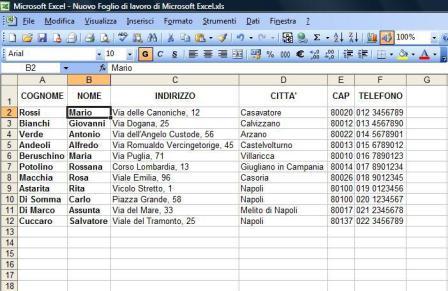 Microsoft Excel - Nuovo Foglio di lavoro di Microsoft Excel.xls
File Modifica Visualizza Inserisci Formato Strumenti Dati Finestra ?
100%
Arial 10 G C S € % 000
B2 fx Mario
A B C D E F G
1 COGNOME NOME INDIRIZZO CITTA' CAP TELEFONO
2 Rossi Mario Via delle Canoniche, 12 Casavatore 80020 012 3456789
3 Bianchi Giovanni Via Dogana, 25 Calvizzano 80012 013 4567890
4 Verde Antonio Via dell'Angelo Custode, 56 Arzano 80022 014 5678901
5 Andeoli Alfredo Via Romualdo Vercingetorige, 45 Castelvolturno 80013 015 6789012
6 Beruschino Maria Via Puglia, 71 Villaricca 80010 016 7890123
7 Potolino Rossana Corso Lombardia, 13 Giugliano in Campania 80014 017 8901234
8 Macchia Rosa Viale Emilia, 96 Casoria 80026 018 9012345
9 Astarita Rita Vicolo Stretto, 1 Napoli 80100 019 0123456
10 Di Somma Carlo Piazza Grande, 58 Napoli 80100 020 1234567
11 Di Marco Assunta Via del Mare, 33 Melito di Napoli 80017 021 2345678
12 Cuccaro Salvatore Viale del Tramonto, 25 Napoli 80137 022 3456789
13
14
15
16
17
18